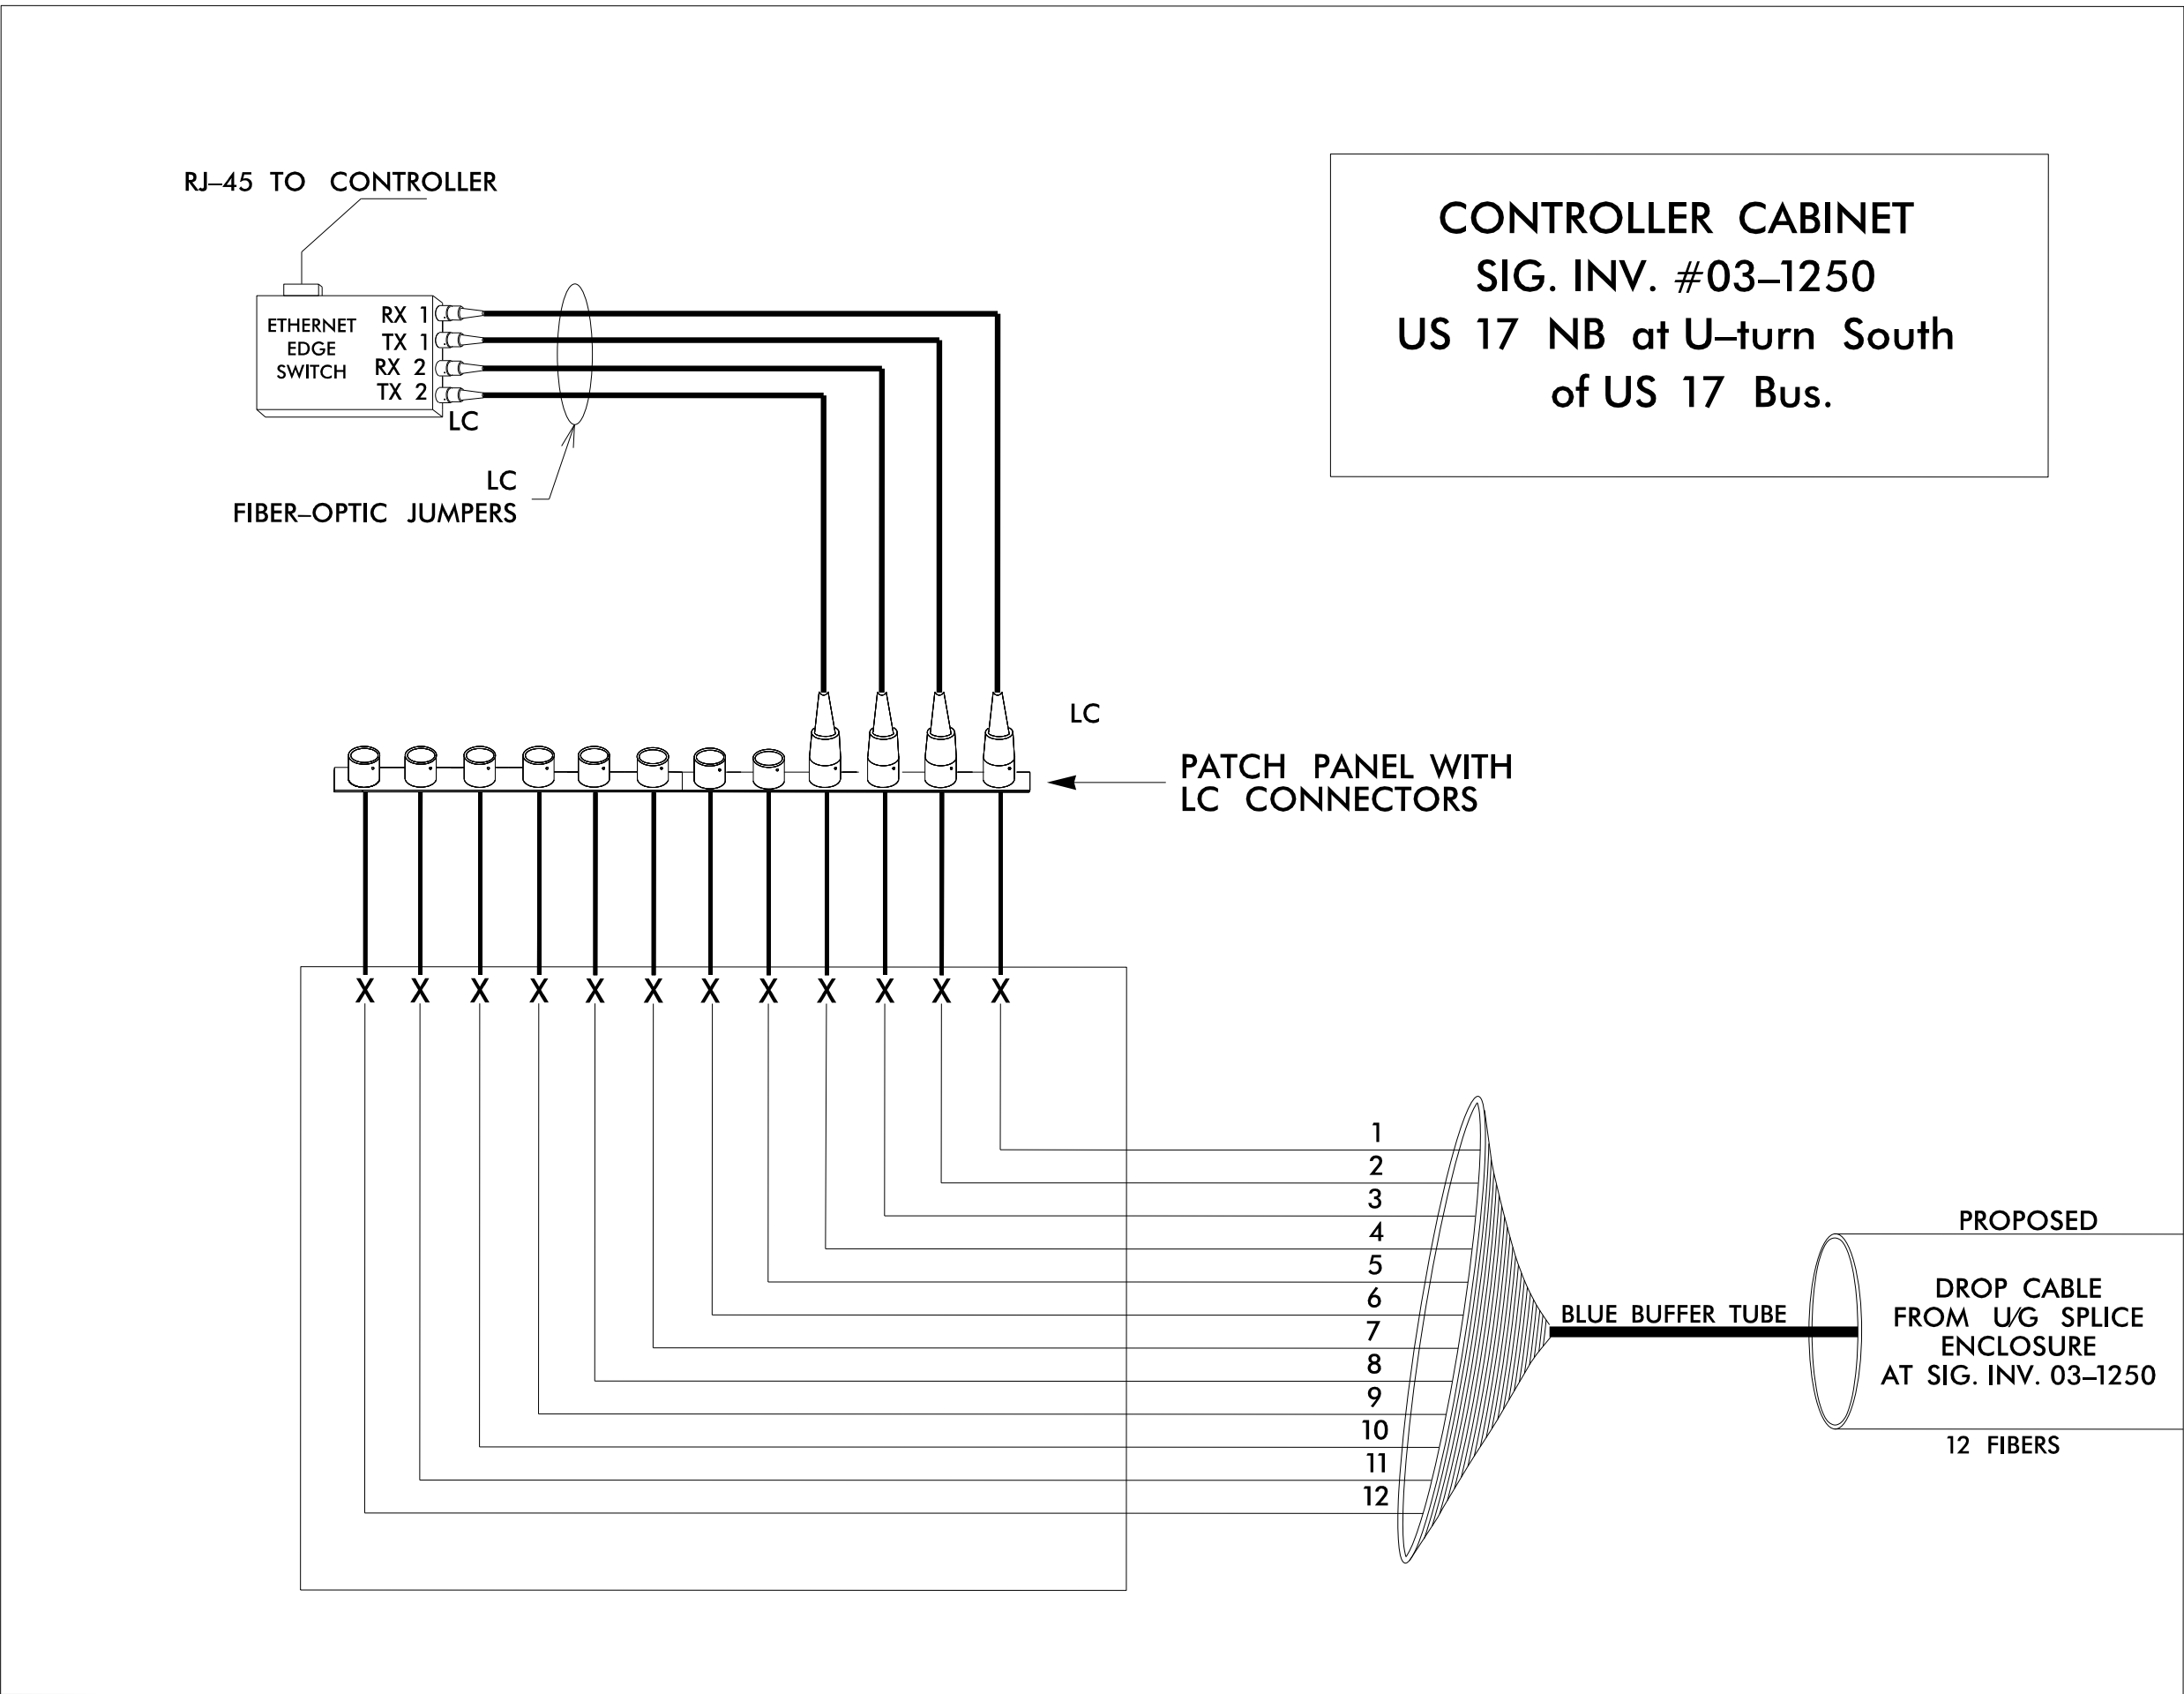 RJ-45 TO CONTROLLER
CONTROLLER CABINET
SIG. INV. #03-1250
US 17 NB at U-turn South
of US 17 Bus.
ETHERNET
EDGE
SWITCH
RX 1
TX 1
RX 2
TX 2
LC
LC
FIBER-OPTIC JUMPERS
LC
PATCH PANEL WITH
LC CONNECTORS
X X X X X X X X X X X X
1
2
3
4
5
6
7
8
9
10
11
12
BLUE BUFFER TUBE
PROPOSED
DROP CABLE
FROM U/G SPLICE
ENCLOSURE
AT SIG. INV. 03-1250
12 FIBERS